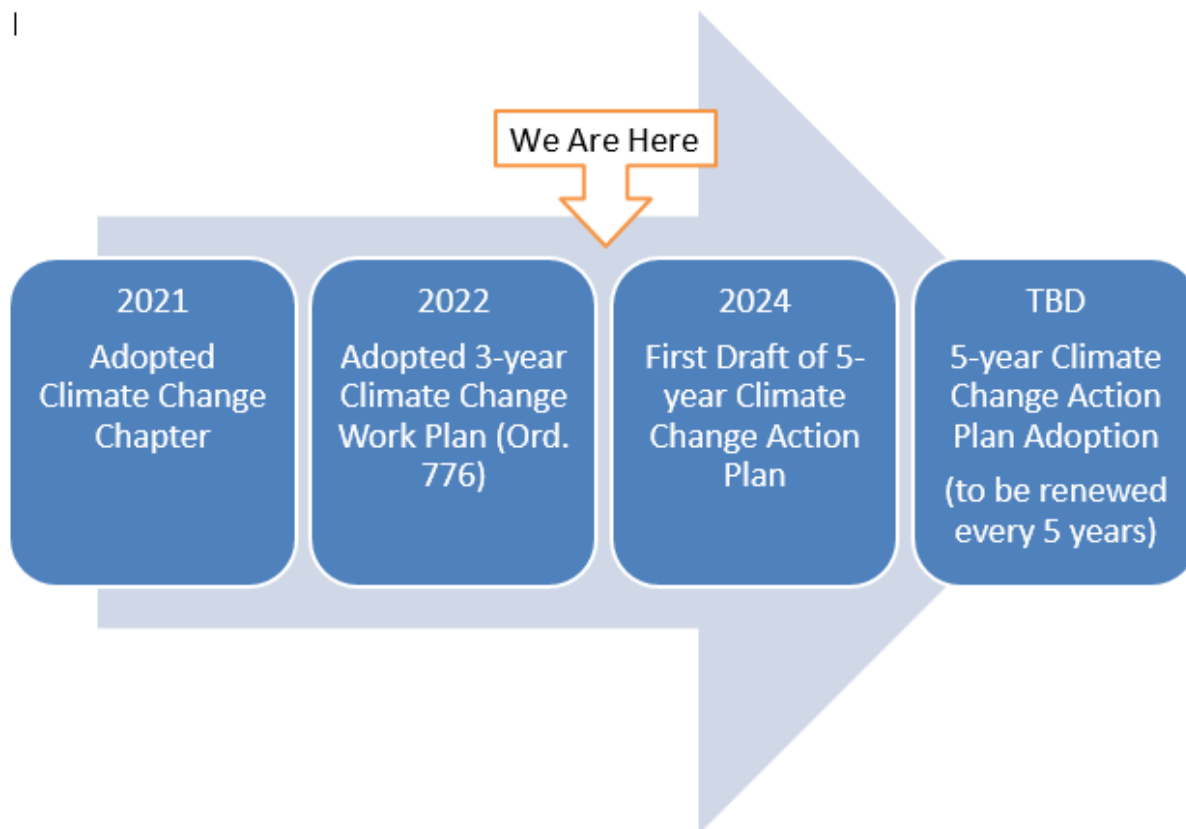 We Are Here
2021
Adopted
Climate Change
Chapter
2022
Adopted 3-year
Climate Change
Work Plan (Ord.
776)
2024
First Draft of 5-
year Climate
Change Action
Plan
TBD
5-year Climate
Change Action
Plan Adoption
(to be renewed
every 5 years)